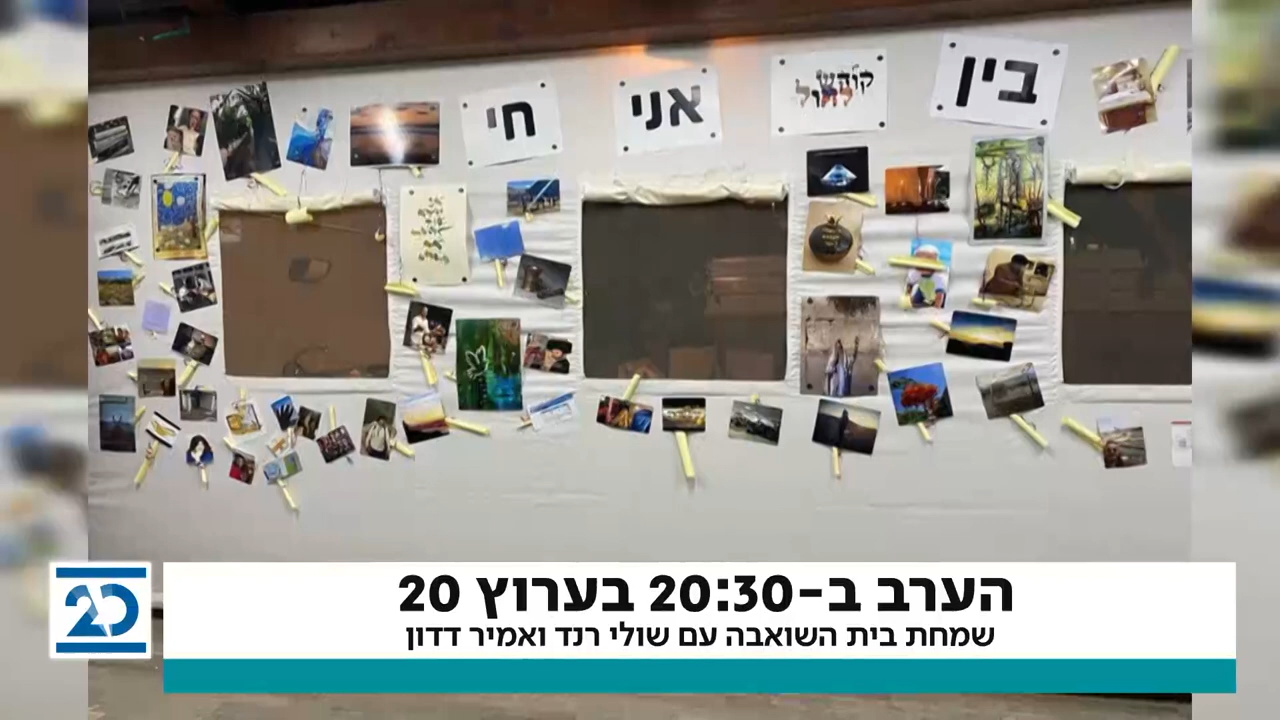 בין קודש לחול אני חי
20
הערב ב-20:30 בערוץ 20
שמחת בית השואבה עם שולי רנד ואמיר דדון